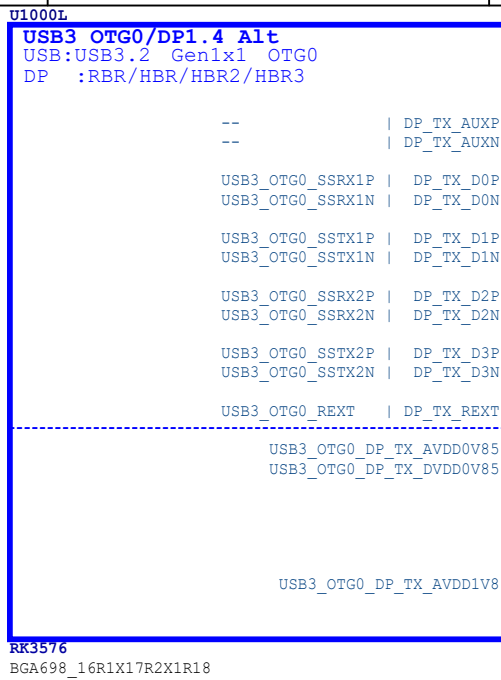 U1000L
USB3 OTG0/DP1.4 Alt
USB:USB3.2 Gen1x1 OTG0
DP :RBR/HBR/HBR2/HBR3
-- | DP_TX_AUXP
-- | DP_TX_AUXN
USB3_OTG0_SSRX1P | DP_TX_D0P
USB3_OTG0_SSRX1N | DP_TX_D0N
USB3_OTG0_SSTX1P | DP_TX_D1P
USB3_OTG0_SSTX1N | DP_TX_D1N
USB3_OTG0_SSRX2P | DP_TX_D2P
USB3_OTG0_SSRX2N | DP_TX_D2N
USB3_OTG0_SSTX2P | DP_TX_D3P
USB3_OTG0_SSTX2N | DP_TX_D3N
USB3_OTG0_REXT | DP_TX_REXT
USB3_OTG0_DP_TX_AVDD0V85
USB3_OTG0_DP_TX_DVDD0V85
USB3_OTG0_DP_TX_AVDD1V8
RK3576
BGA698_16R1X17R2X1R18